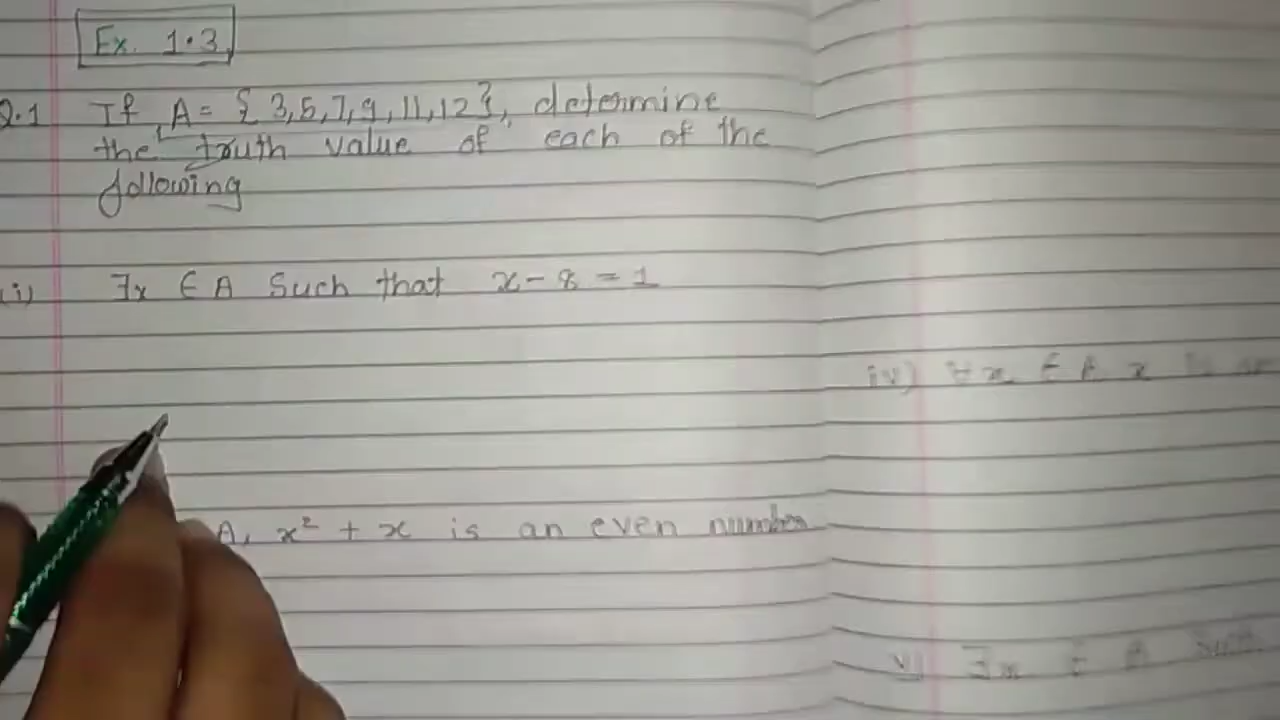 Ex. 1.3
Q.1 If A = { 3,5,7,9,11,12}, determine
the truth value of each of the
following
(i) ∃x ∈ A Such that x - 8 = 1
iv) ∀x ∈ A x is
A, x² + x is an even number
v) ∃x ∈ A Such